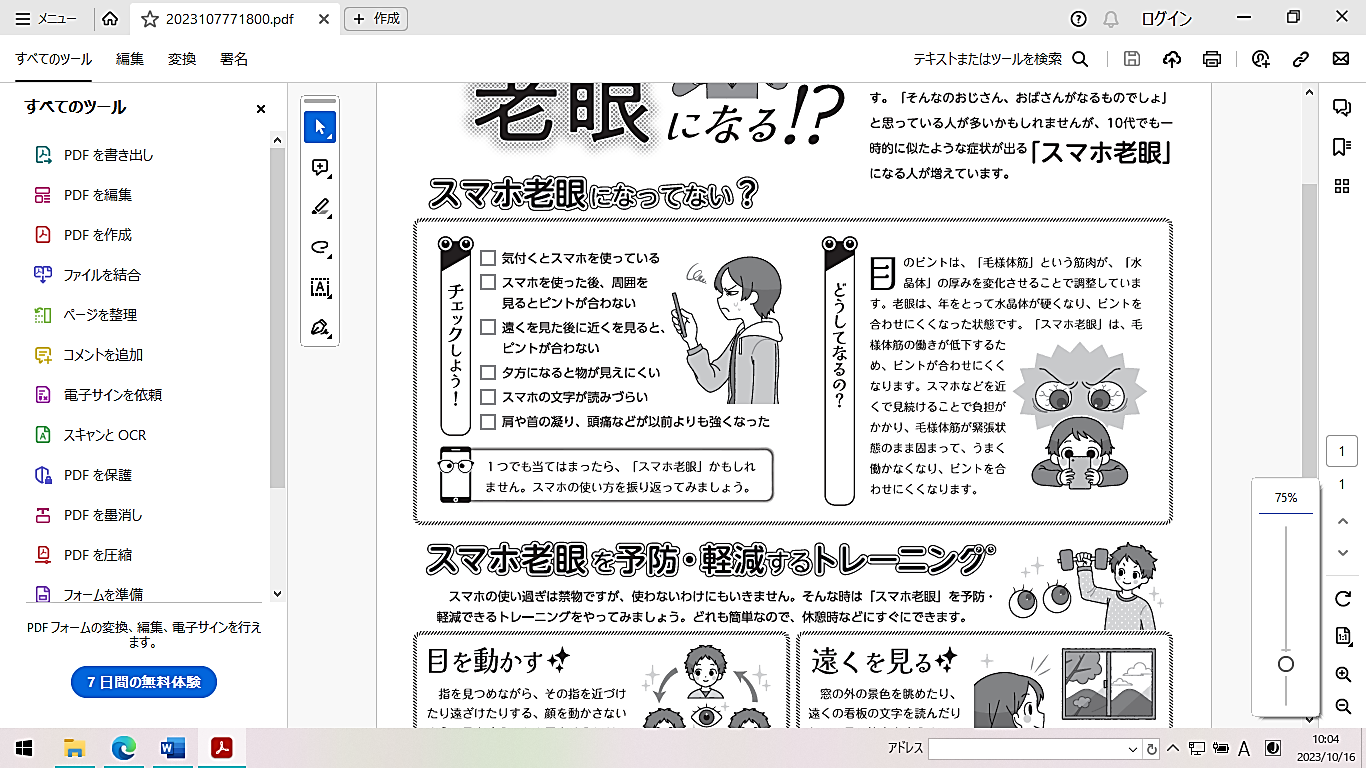 メニュー
2023107771800.pdf
作成
ログイン
すべてのツール
編集
変換
署名
テキストまたはツールを検索
すべてのツール
PDF を書き出し
PDF を編集
PDF を作成
ファイルを結合
ページを整理
コメントを追加
電子サインを依頼
スキャンと OCR
PDF を保護
PDF を墨消し
PDF を圧縮
フォームを準備
PDF フォームの変換、編集、電子サインを行え
ます。
7 日間の無料体験
老眼になる!?
す。「そんなのおじさん、おばさんがなるものでしょ」
と思っている人が多いかもしれませんが、10代でも一
時的に似たような症状が出る「スマホ老眼」
になる人が増えています。
スマホ老眼になってない？
チェックしよう！
気付くとスマホを使っている
スマホを使った後、周囲を
見るとピントが合わない
遠くを見た後に近くを見ると、
ピントが合わない
夕方になると物が見えにくい
スマホの文字が読みづらい
肩や首の凝り、頭痛などが以前よりも強くなった
１つでも当てはまったら、「スマホ老眼」かもしれ
ません。スマホの使い方を振り返ってみましょう。
どうしてなるの？
目のピントは、「毛様体筋」という筋肉が、「水
晶体」の厚みを変化させることで調整していま
す。老眼は、年をとって水晶体が硬くなり、ピントを
合わせにくくなった状態です。「スマホ老眼」は、毛
様体筋の働きが低下するた
め、ピントが合わせにくく
なります。スマホなどを近
くで見続けることで負担が
かかり、毛様体筋が緊張状
態のまま固まって、うまく
働かなくなり、ピントを合
わせにくくなります。
スマホ老眼を予防・軽減するトレーニング
スマホの使い過ぎは禁物ですが、使わないわけにもいきません。そんな時は「スマホ老眼」を予防・
軽減できるトレーニングをやってみましょう。どれも簡単なので、休憩時などにすぐにできます。
目を動かす
指を見つめながら、その指を近づけ
たり遠ざけたりする、顔を動かさない
遠くを見る
窓の外の景色を眺めたり、
遠くの看板の文字を読んだり
1
1
75%
アドレス
A
10:04
2023/10/16